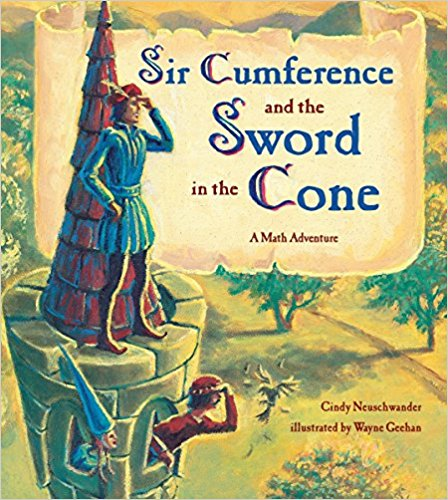 Sir Cumference
and the
Sword
in the
Cone
A Math Adventure
Cindy Neuschwander
illustrated by Wayne Geehan